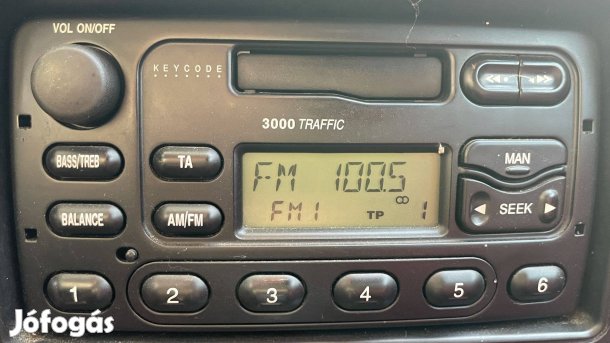 VOL ON/OFF
KEYCODE
3000 TRAFFIC
BASS/TREB
TA
MAN
FM 100.5
BALANCE
AM/FM
FM1 TP 1
SEEK
1 2 3 4 5 6
Jófogás